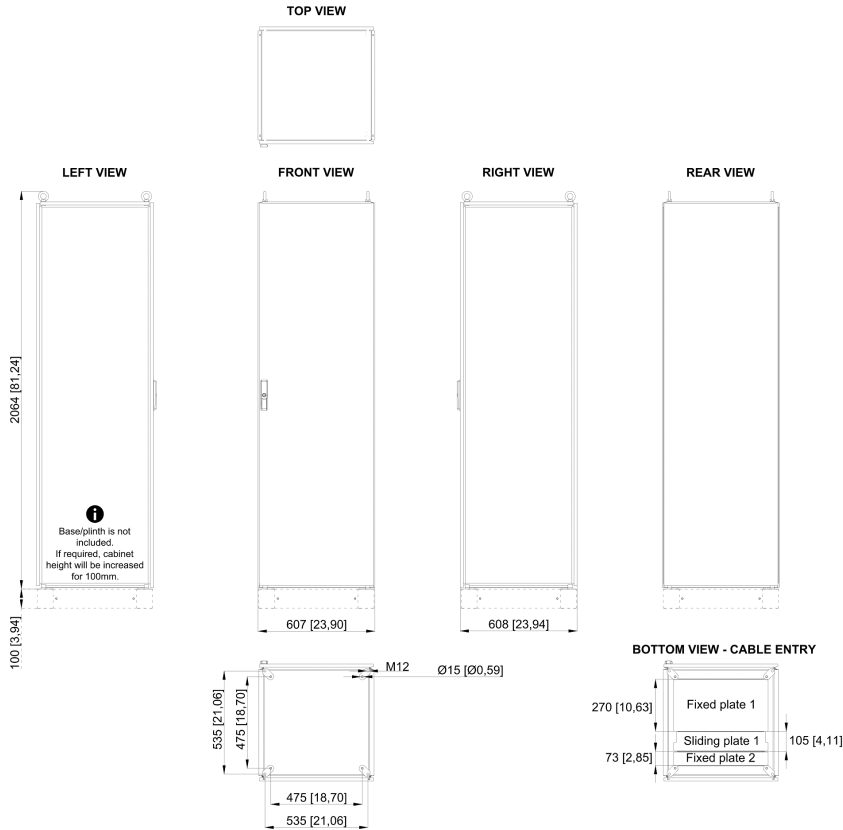 TOP VIEW
LEFT VIEW
FRONT VIEW
RIGHT VIEW
REAR VIEW
2064 [81,24]
Base/plinth is not
included.
If required, cabinet
height will be increased
for 100mm.
100 [3,94]
607 [23,90]
608 [23,94]
BOTTOM VIEW - CABLE ENTRY
M12
Ø15 [Ø0,59]
535 [21,06]
475 [18,70]
475 [18,70]
535 [21,06]
270 [10,63]
Fixed plate 1
Sliding plate 1
105 [4,11]
73 [2,85]
Fixed plate 2